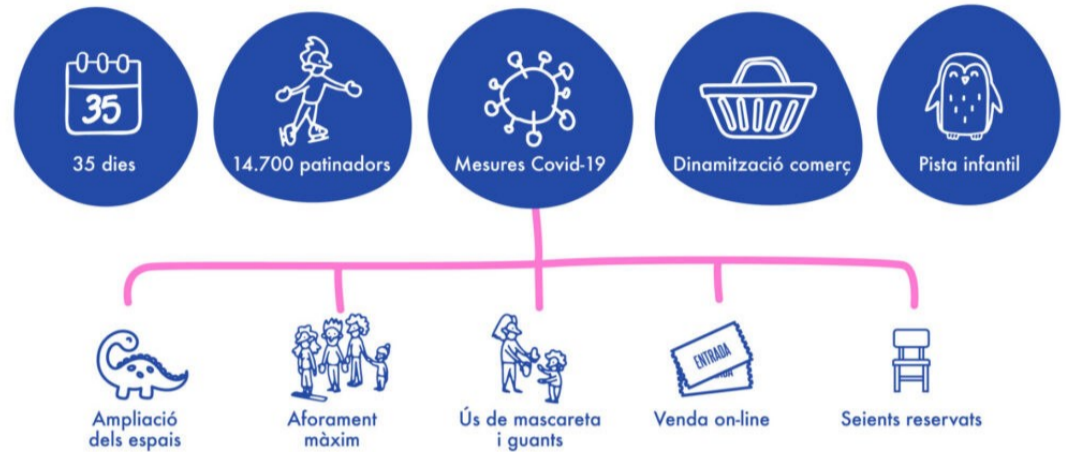 35
35 dies
14.700 patinadors
Mesures Covid-19
Dinamització comerç
Pista infantil
Ampliació
dels espais
Aforament
màxim
Ús de mascareta
i guants
ENTRADA
Venda on-line
Seients reservats